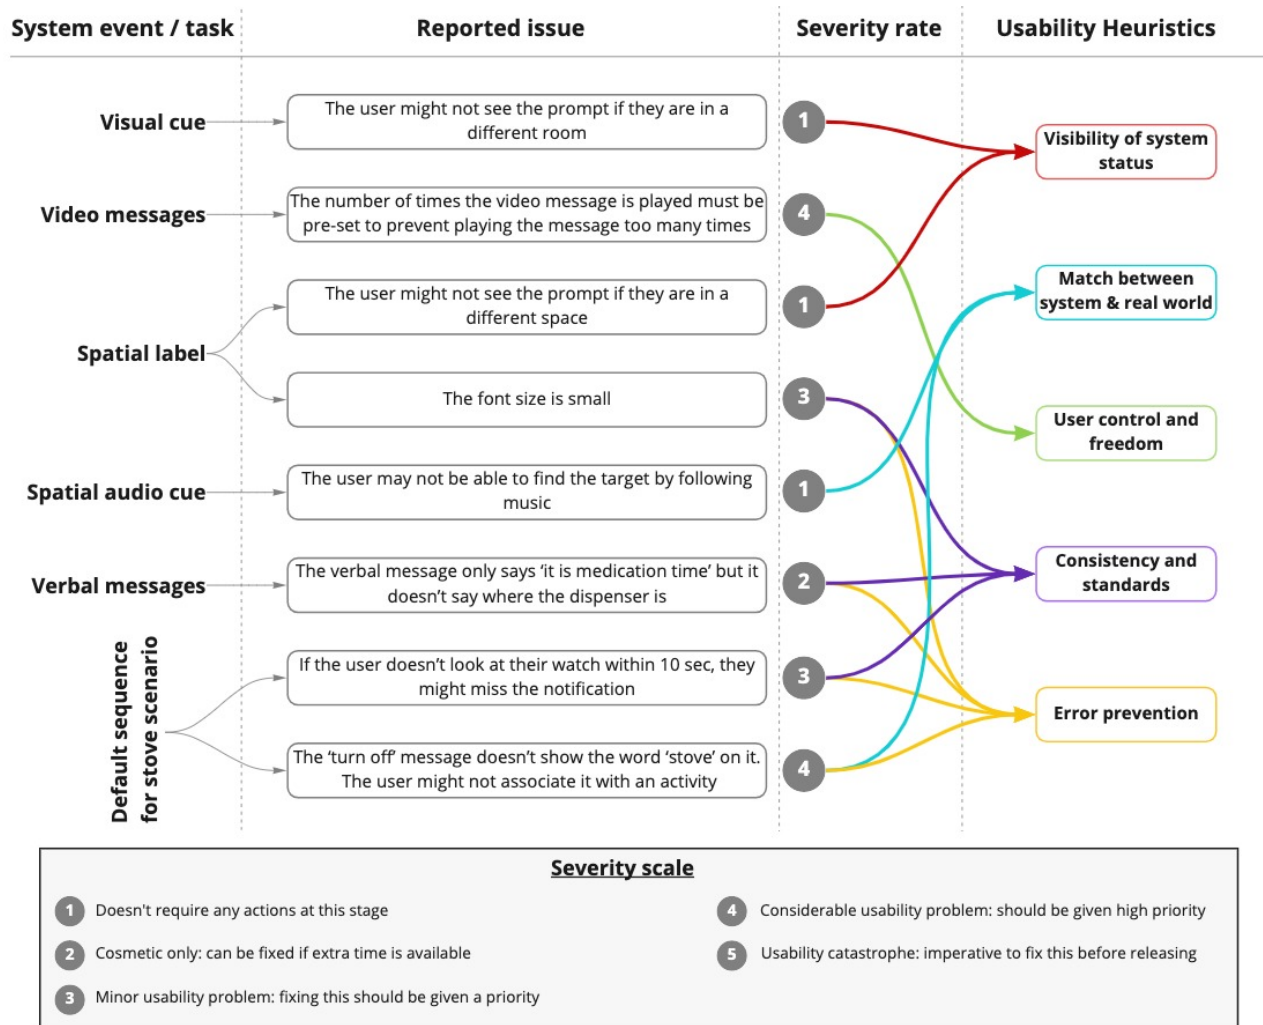 System event / task
Reported issue
Severity rate
Usability Heuristics
Visual cue
The user might not see the prompt if they are in a
different room
1
Visibility of system
status
Video messages
The number of times the video message is played must be
pre-set to prevent playing the message too many times
4
Spatial label
The user might not see the prompt if they are in a
different space
1
Match between
system & real world
The font size is small
3
User control and
freedom
Spatial audio cue
The user may not be able to find the target by following
music
1
Verbal messages
The verbal message only says ‘it is medication time’ but it
doesn’t say where the dispenser is
2
Consistency and
standards
Default sequence
for stove scenario
If the user doesn’t look at their watch within 10 sec, they
might miss the notification
3
Error prevention
The ‘turn off’ message doesn’t show the word ‘stove’ on it.
The user might not associate it with an activity
4
Severity scale
1 Doesn't require any actions at this stage
2 Cosmetic only: can be fixed if extra time is available
3 Minor usability problem: fixing this should be given a priority
4 Considerable usability problem: should be given high priority
5 Usability catastrophe: imperative to fix this before releasing